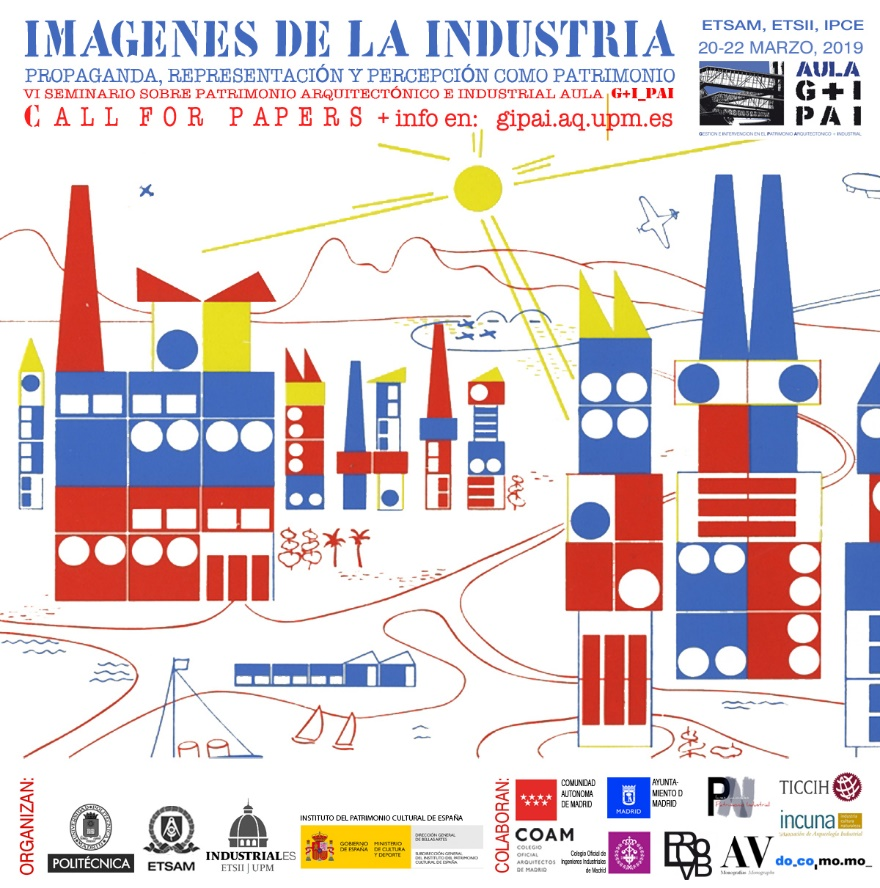 IMAGENES DE LA INDUSTRIA
PROPAGANDA, REPRESENTACIÓN Y PERCEPCIÓN COMO PATRIMONIO
VI SEMINARIO SOBRE PATRIMONIO ARQUITECTÓNICO E INDUSTRIAL AULA G+I_PAI
CALL FOR PAPERS + info en: gipai.aq.upm.es
ETSAM, ETSII, IPCE
20-22 MARZO, 2019
AULA
G+I
PAI
GESTIÓN E INTERVENCIÓN EN EL PATRIMONIO ARQUITECTÓNICO + INDUSTRIAL
ORGANIZAN:
POLITÉCNICA
ETSAM
INDUSTRIALES
ETSII | UPM
INSTITUTO DEL PATRIMONIO CULTURAL DE ESPAÑA
GOBIERNO
DE ESPAÑA
MINISTERIO
DE CULTURA
Y DEPORTE
DIRECCIÓN GENERAL
DE BELLAS ARTES
SUBDIRECCIÓN GENERAL
DEL INSTITUTO DEL PATRIMONIO
CULTURAL DE ESPAÑA
COLABORAN:
COMUNIDAD
AUTONOMA
DE MADRID
MADRID
AYUNTA-
MIENTO D
MADRID
Patrimonio Industrial
TICCIH
incuna
COAM
COLEGIO
OFICIAL
ARQUITECTOS
DE MADRID
Colegio Oficial de
Ingenieros Industriales
de Madrid
AV
Monografías Monographs
do_co_mo.mo_